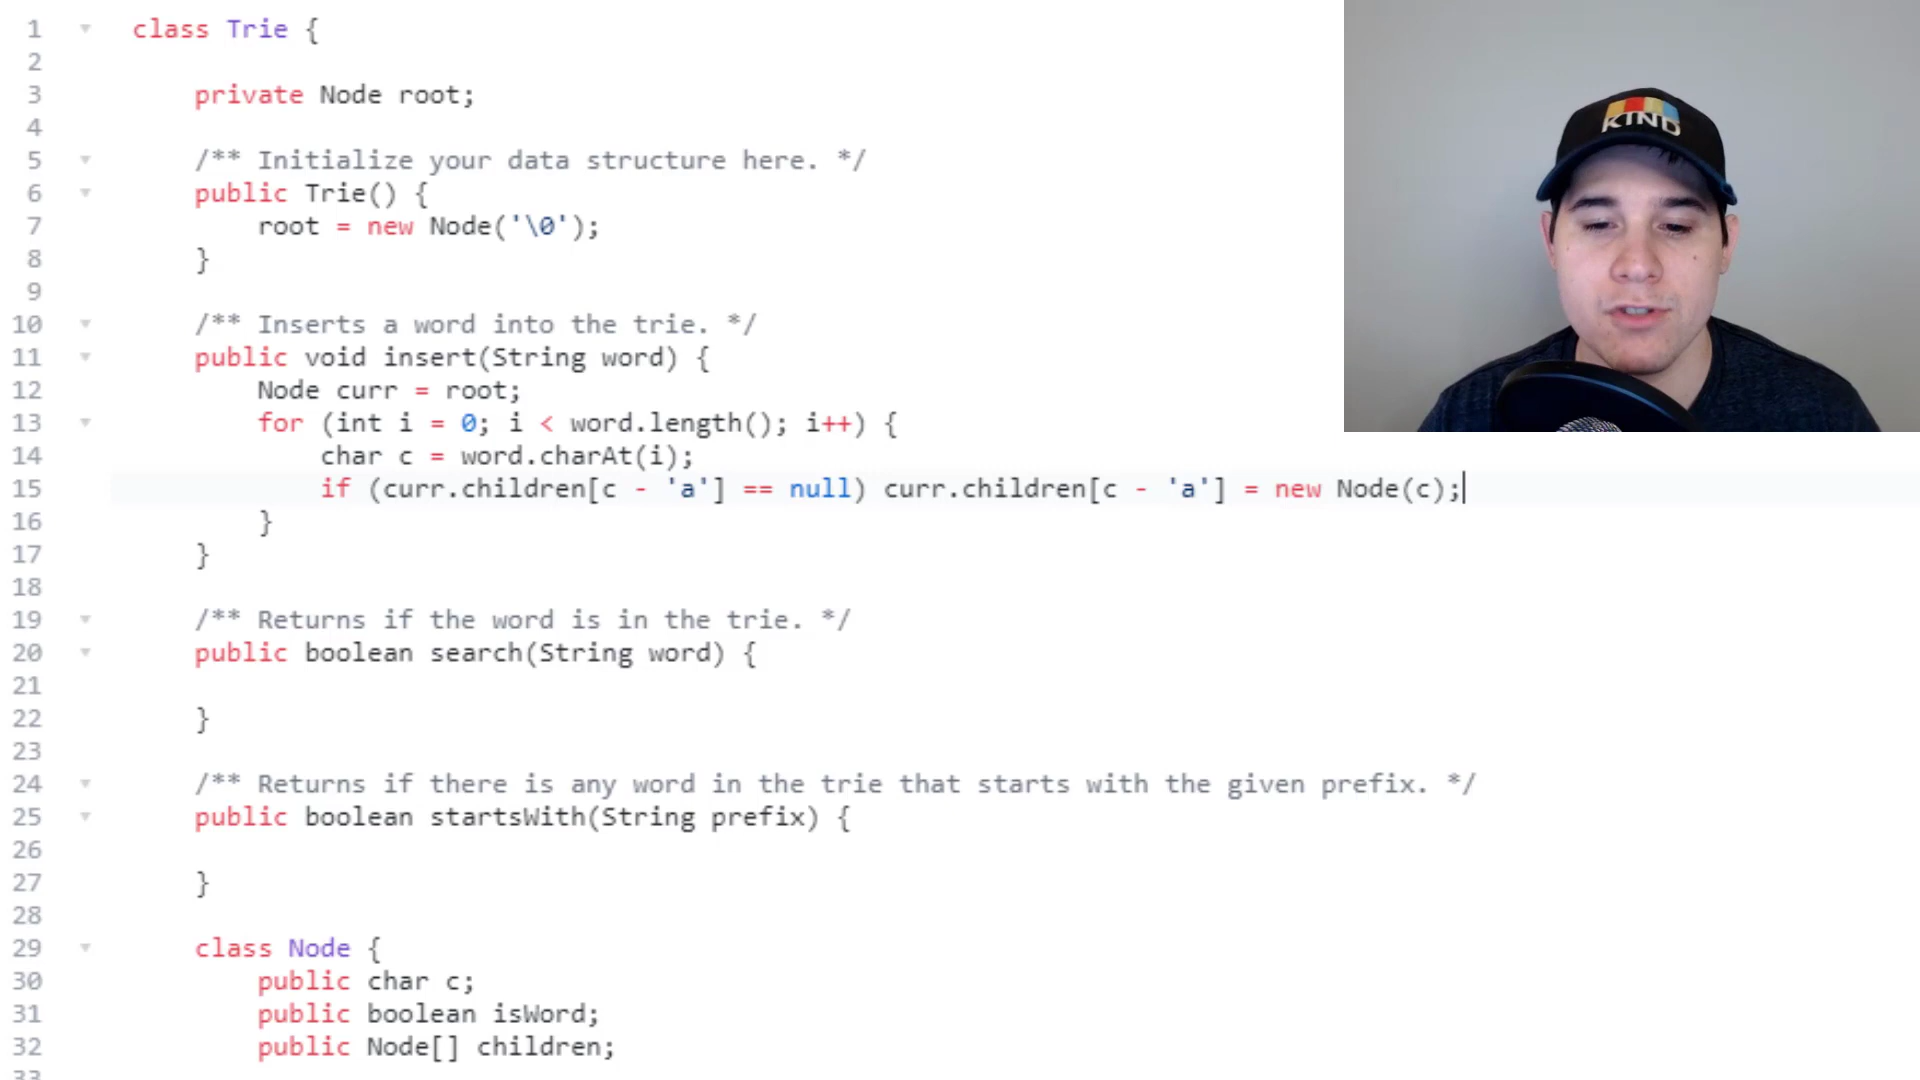 1 class Trie {
2
3 private Node root;
4
5 /** Initialize your data structure here. */
6 public Trie() {
7 root = new Node('\0');
8 }
9
10 /** Inserts a word into the trie. */
11 public void insert(String word) {
12 Node curr = root;
13 for (int i = 0; i < word.length(); i++) {
14 char c = word.charAt(i);
15 if (curr.children[c - 'a'] == null) curr.children[c - 'a'] = new Node(c);
16 }
17 }
18
19 /** Returns if the word is in the trie. */
20 public boolean search(String word) {
21
22 }
23
24 /** Returns if there is any word in the trie that starts with the given prefix. */
25 public boolean startsWith(String prefix) {
26
27 }
28
29 class Node {
30 public char c;
31 public boolean isWord;
32 public Node[] children;
33
KIND